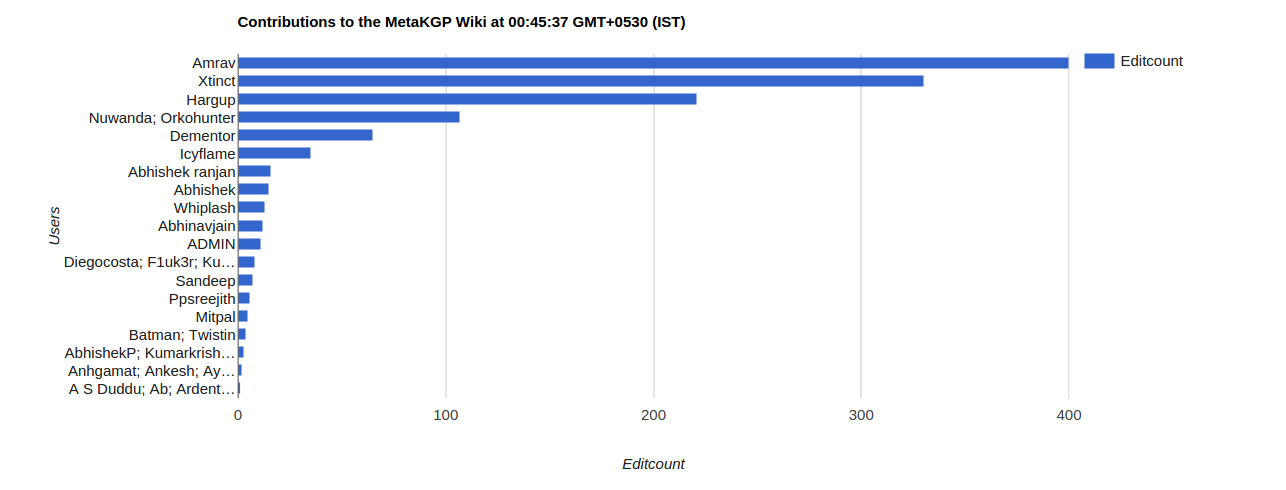 Contributions to the MetaKGP Wiki at 00:45:37 GMT+0530 (IST)
Editcount
Amrav
Xtinct
Hargup
Nuwanda; Orkohunter
Dementor
Icyflame
Abhishek ranjan
Abhishek
Whiplash
Abhinavjain
ADMIN
Diegocosta; F1uk3r; Ku…
Sandeep
Ppsreejith
Mitpal
Batman; Twistin
AbhishekP; Kumarkrish…
Anhgamat; Ankesh; Ay…
A S Duddu; Ab; Ardent…
Users
0 100 200 300 400
Editcount